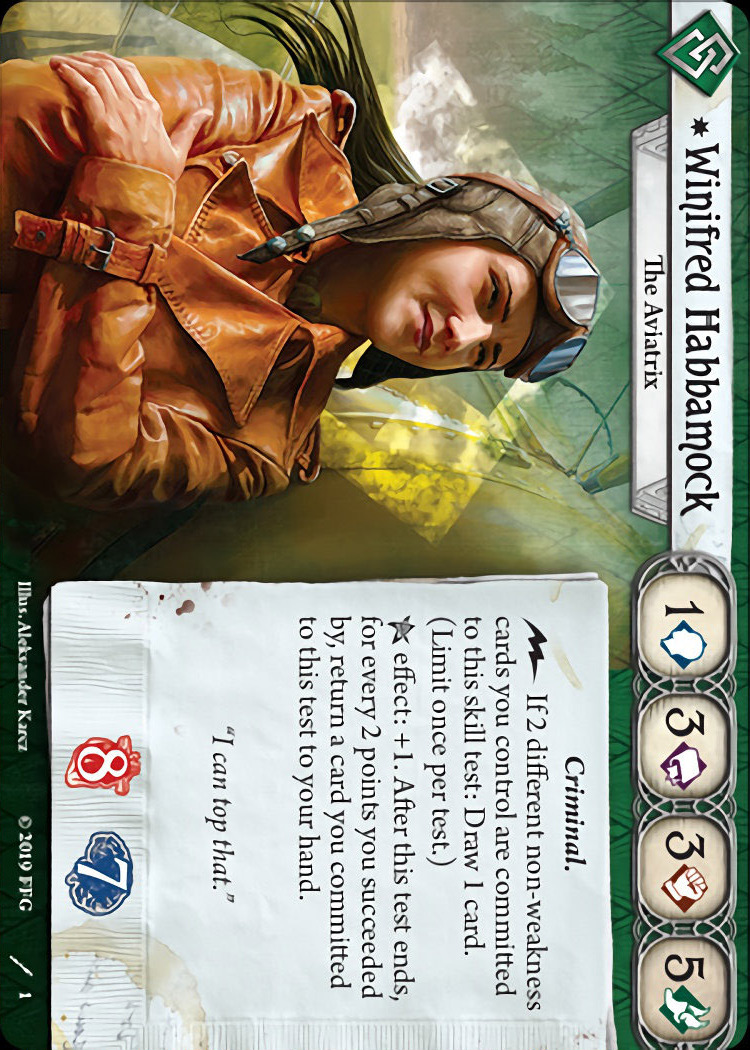 Winifred Habbamock
1 3 3 5
The Aviatrix
Criminal.
If 2 different non-weakness
cards you control are committed
to this skill test: Draw 1 card.
(Limit once per test.)
effect: +1. After this test ends,
for every 2 points you succeeded
by, return a card you committed
to this test to your hand.
“I can top that.”
8 7
Illus. Aleksander Karcz © 2019 FFG 1